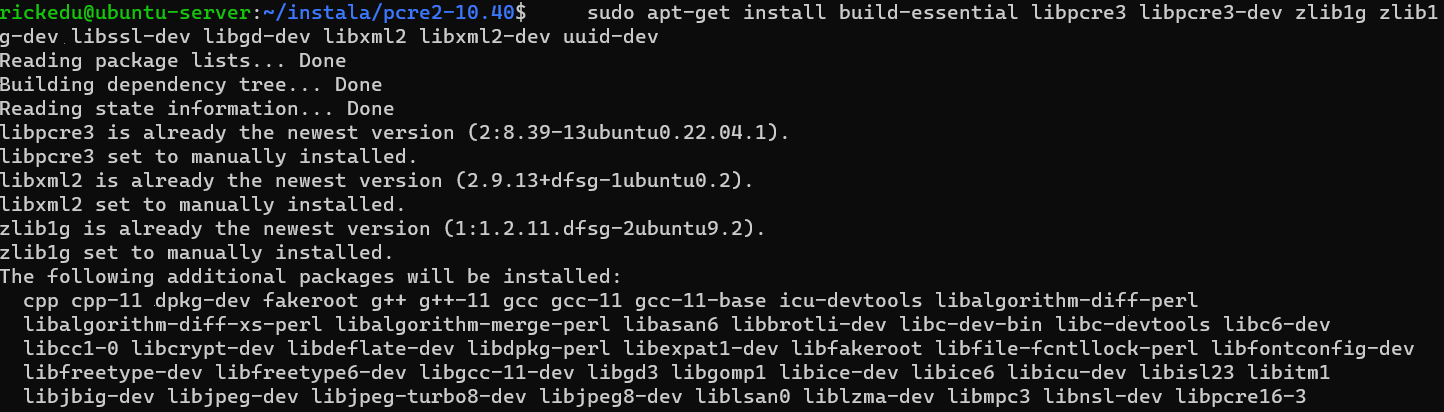 rickedu@ubuntu-server:~/instala/pcre2-10.40$     sudo apt-get install build-essential libpcre3 libpcre3-dev zlib1g zlib1
g-dev libssl-dev libgd-dev libxml2 libxml2-dev uuid-dev
Reading package lists... Done
Building dependency tree... Done
Reading state information... Done
libpcre3 is already the newest version (2:8.39-13ubuntu0.22.04.1).
libpcre3 set to manually installed.
libxml2 is already the newest version (2.9.13+dfsg-1ubuntu0.2).
libxml2 set to manually installed.
zlib1g is already the newest version (1:1.2.11.dfsg-2ubuntu9.2).
zlib1g set to manually installed.
The following additional packages will be installed:
  cpp cpp-11 dpkg-dev fakeroot g++ g++-11 gcc gcc-11 gcc-11-base icu-devtools libalgorithm-diff-perl
  libalgorithm-diff-xs-perl libalgorithm-merge-perl libasan6 libbrotli-dev libc-dev-bin libc-devtools libc6-dev
  libcc1-0 libcrypt-dev libdeflate-dev libdpkg-perl libexpat1-dev libfakeroot libfile-fcntllock-perl libfontconfig-dev
  libfreetype-dev libfreetype6-dev libgcc-11-dev libgd3 libgomp1 libice-dev libice6 libicu-dev libisl23 libitm1
  libjbig-dev libjpeg-dev libjpeg-turbo8-dev libjpeg8-dev liblsan0 liblzma-dev libmpc3 libnsl-dev libpcre16-3